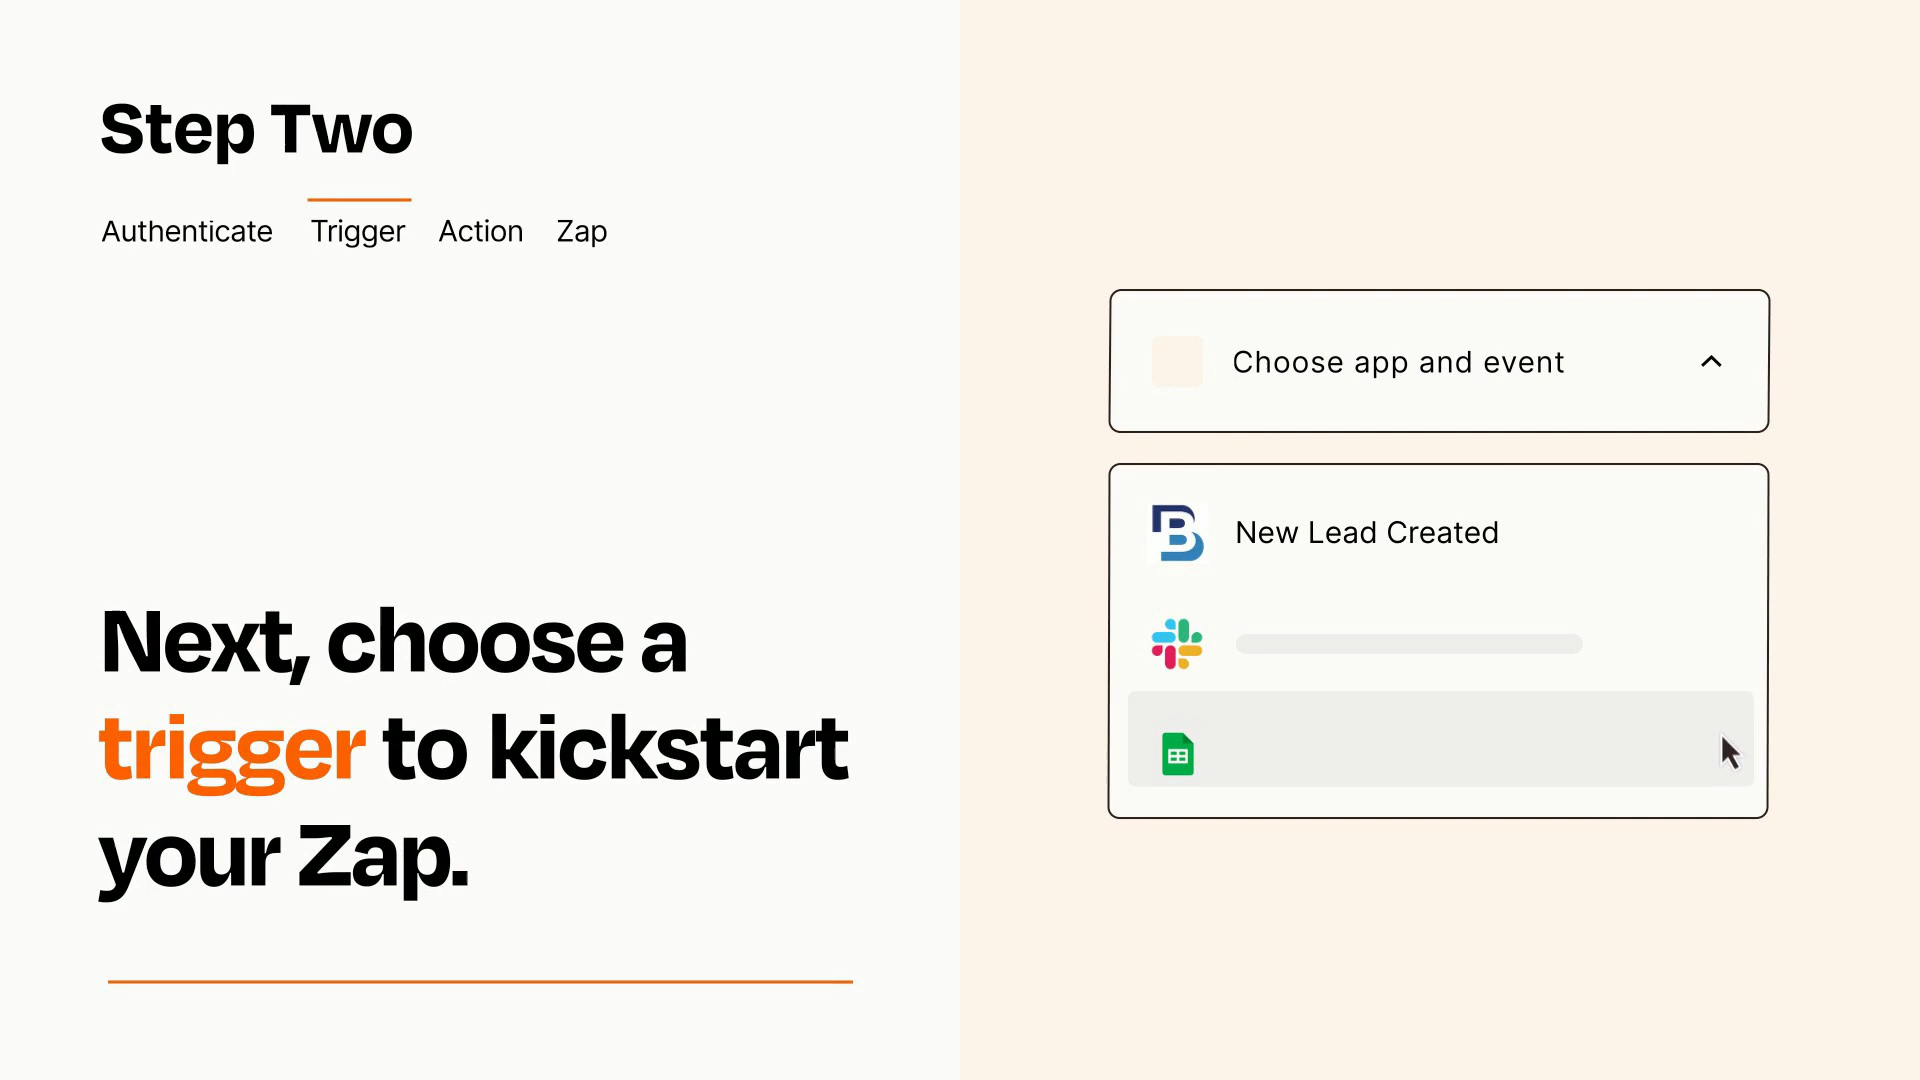 Step Two
Authenticate Trigger Action Zap
Next, choose a
trigger to kickstart
your Zap.
Choose app and event
B
New Lead Created